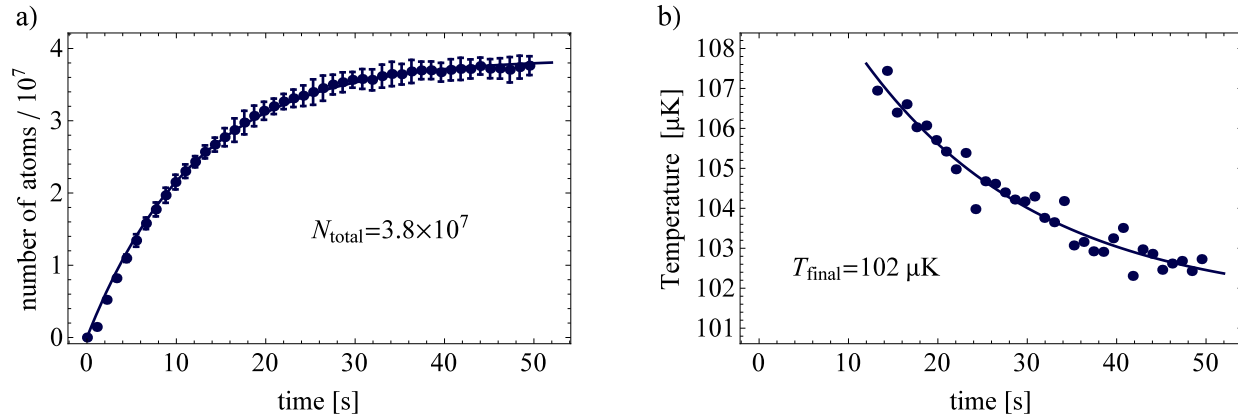 a)
number of atoms / 10⁷
4
3
2
1
0
N_total=3.8×10⁷
0 10 20 30 40 50
time [s]
b)
Temperature [µK]
108
107
106
105
104
103
102
101
T_final=102 µK
0 10 20 30 40 50
time [s]